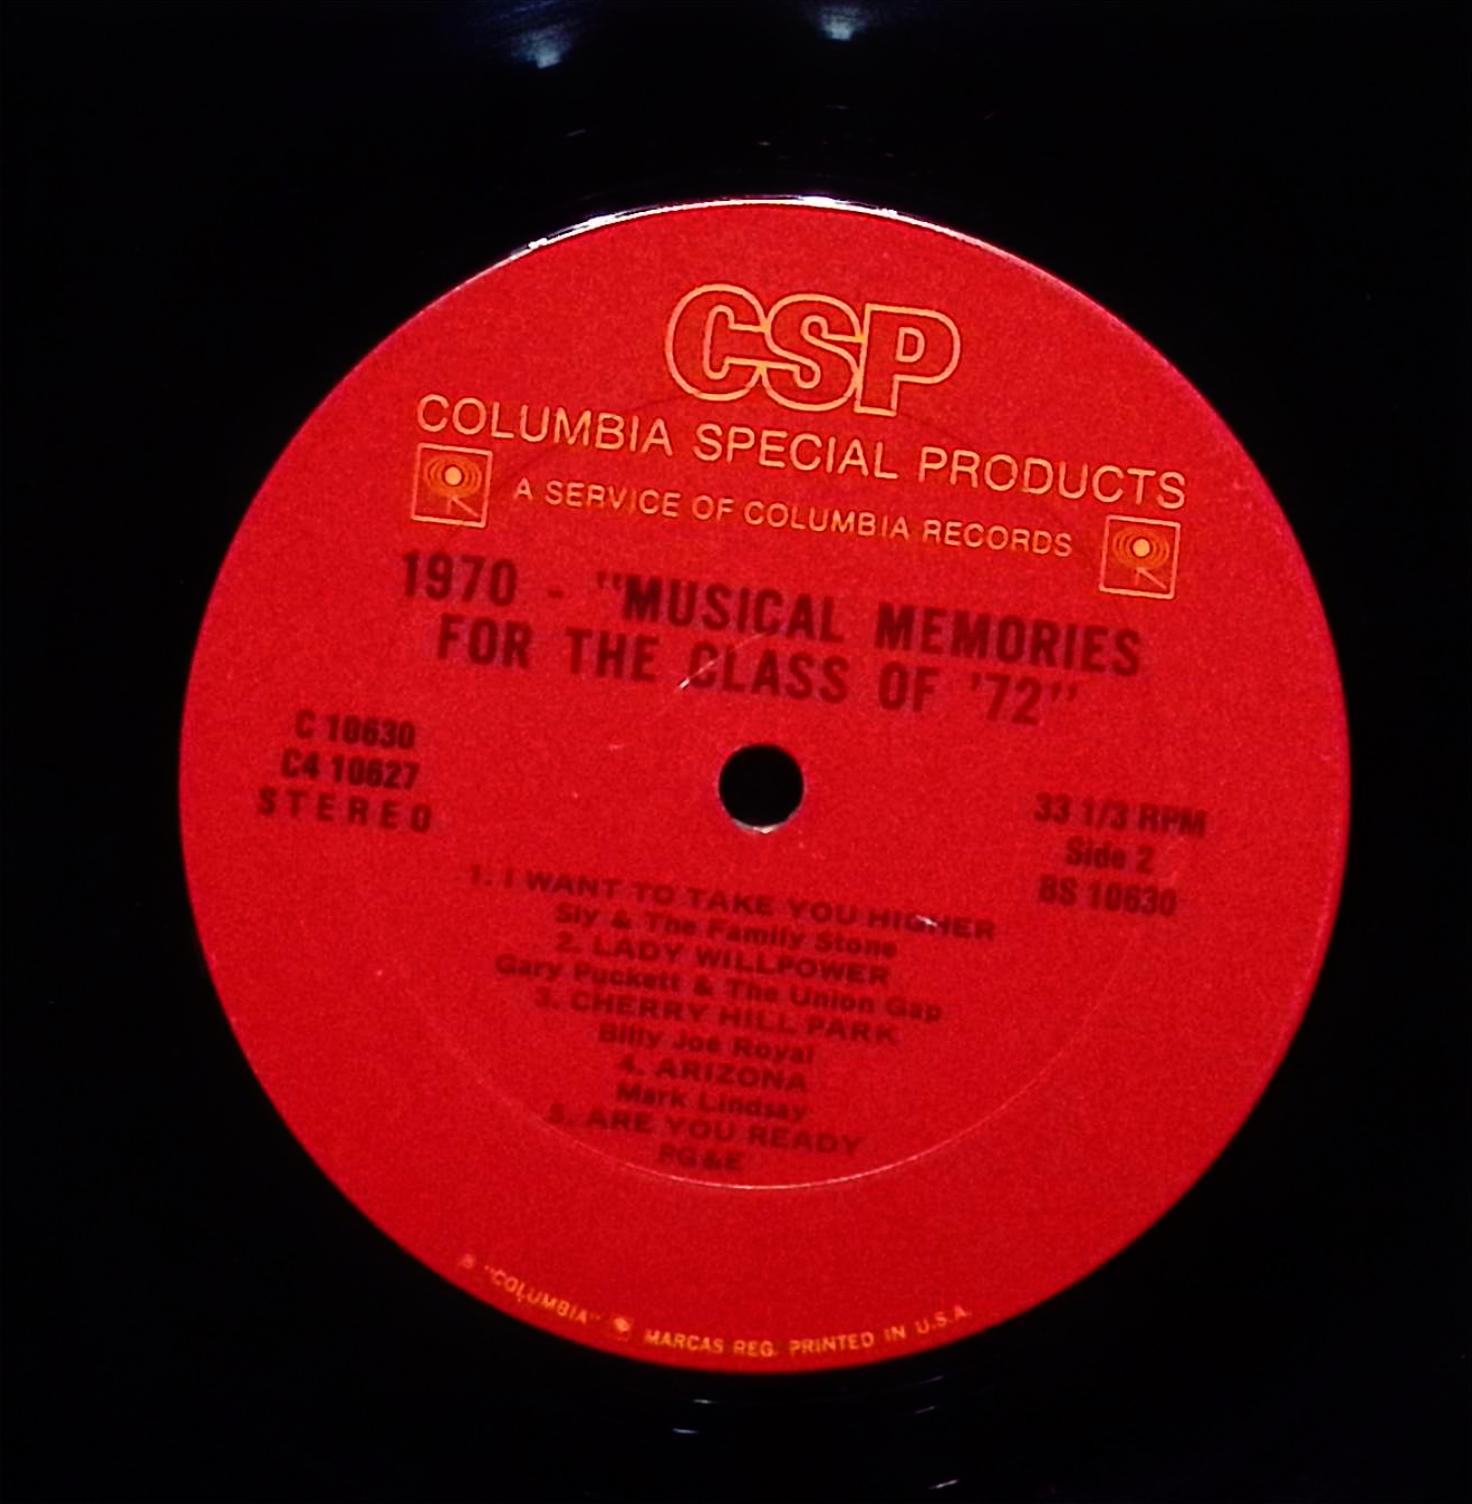 CSP
COLUMBIA SPECIAL PRODUCTS
A SERVICE OF COLUMBIA RECORDS
1970 - "MUSICAL MEMORIES
FOR THE CLASS OF '72"
C 10630
C4 10627
STEREO
33 1/3 RPM
Side 2
BS 10630
1. I WANT TO TAKE YOU HIGHER
Sly & The Family Stone
2. LADY WILLPOWER
Gary Puckett & The Union Gap
3. CHERRY HILL PARK
Billy Joe Royal
4. ARIZONA
Mark Lindsay
5. ARE YOU READY
PG&E
® "COLUMBIA" MARCAS REG. PRINTED IN U.S.A.